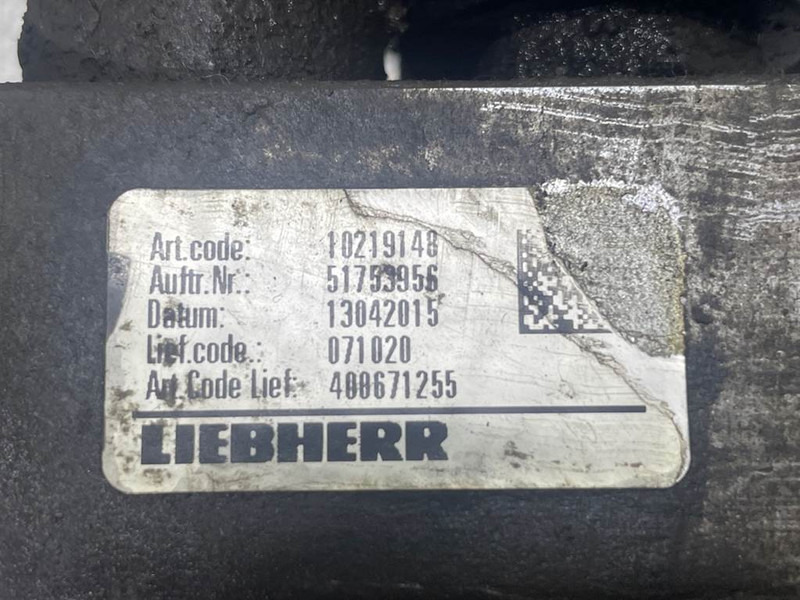 Art.code: 10219148
Auftr.Nr.: 51753956
Datum: 13042015
Lief.code.: 071020
Art.Code Lief: 400671255
LIEBHERR